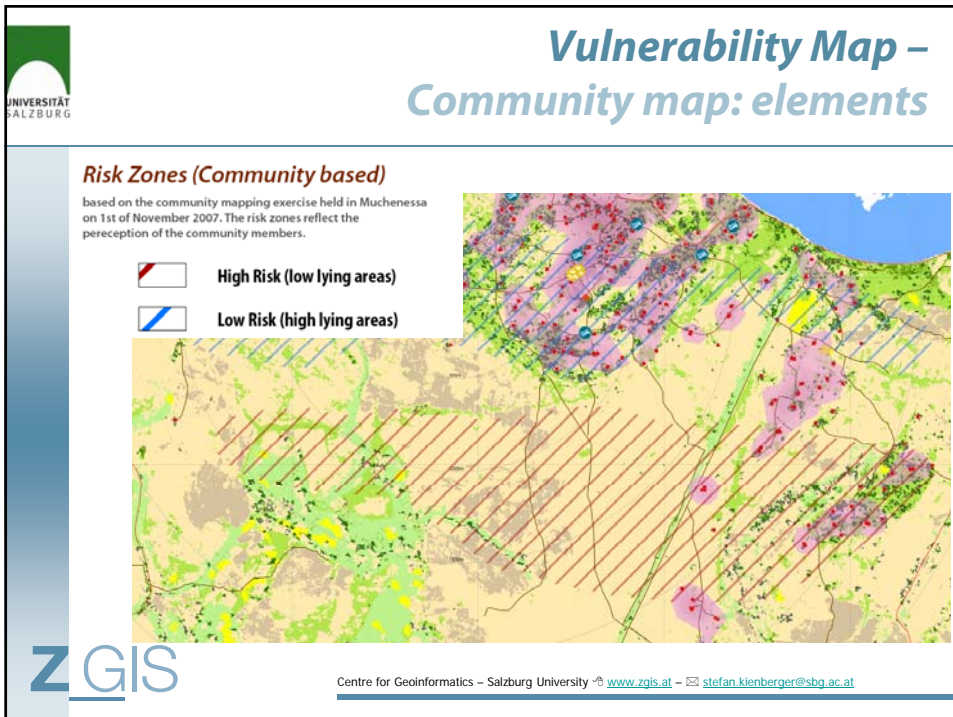 UNIVERSITÄT
SALZBURG
Vulnerability Map –
Community map: elements
Risk Zones (Community based)
based on the community mapping exercise held in Muchenessa
on 1st of November 2007. The risk zones reflect the
pereception of the community members.
High Risk (low lying areas)
Low Risk (high lying areas)
Z_GIS
Centre for Geoinformatics – Salzburg University www.zgis.at – stefan.kienberger@sbg.ac.at